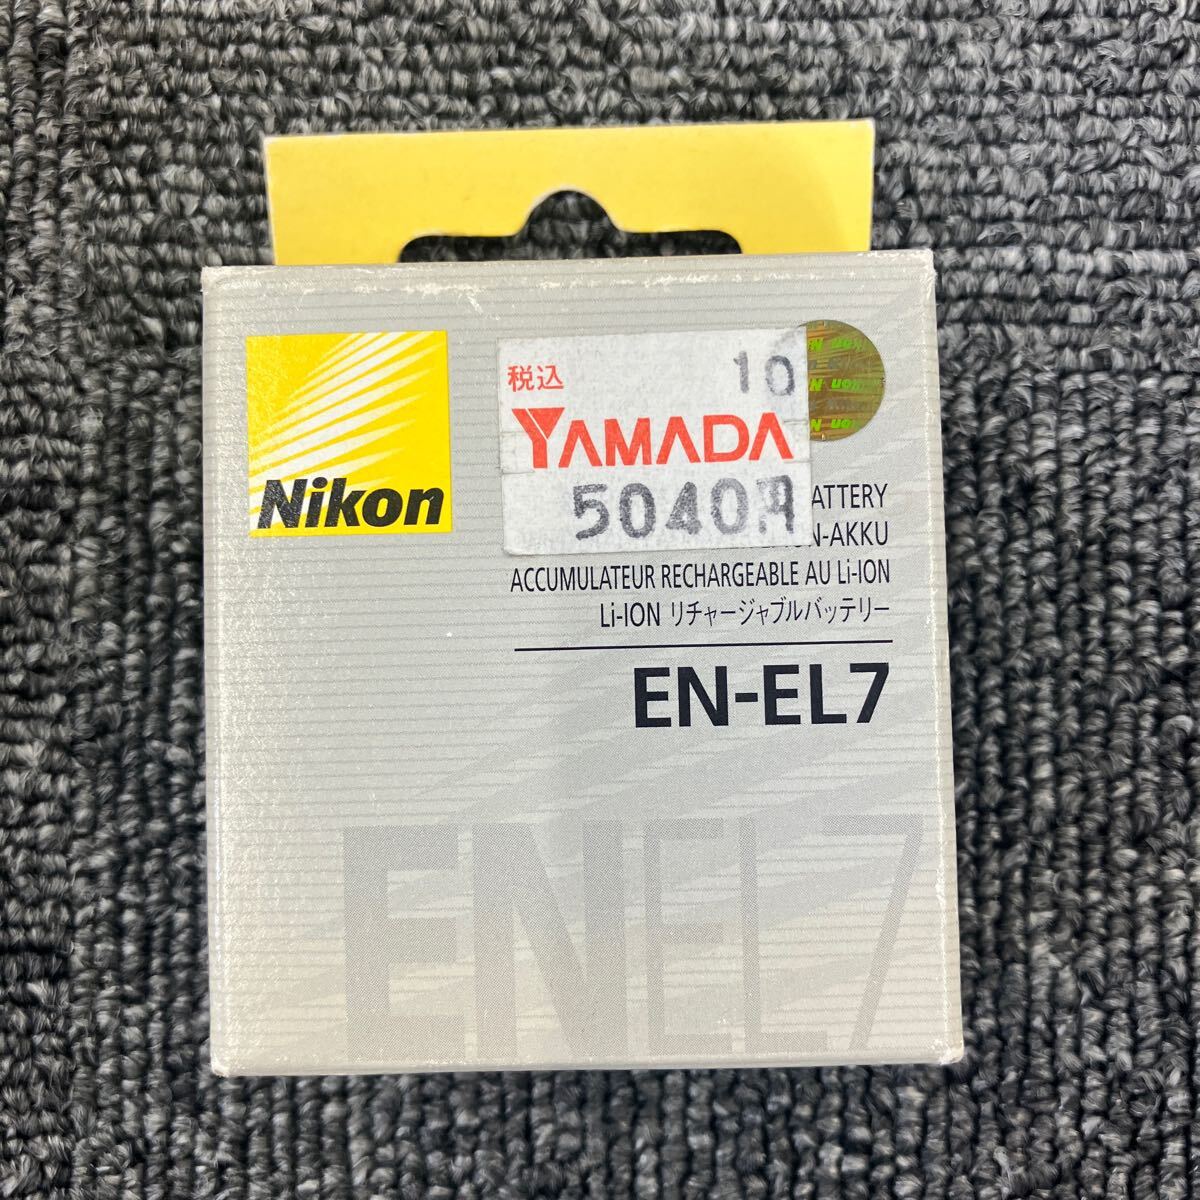 Nikon
税込 10
YAMADA
5040円
ATTERY
N-AKKU
ACCUMULATEUR RECHARGEABLE AU Li-ION
Li-ION リチャージャブルバッテリー
EN-EL7
ENEL7